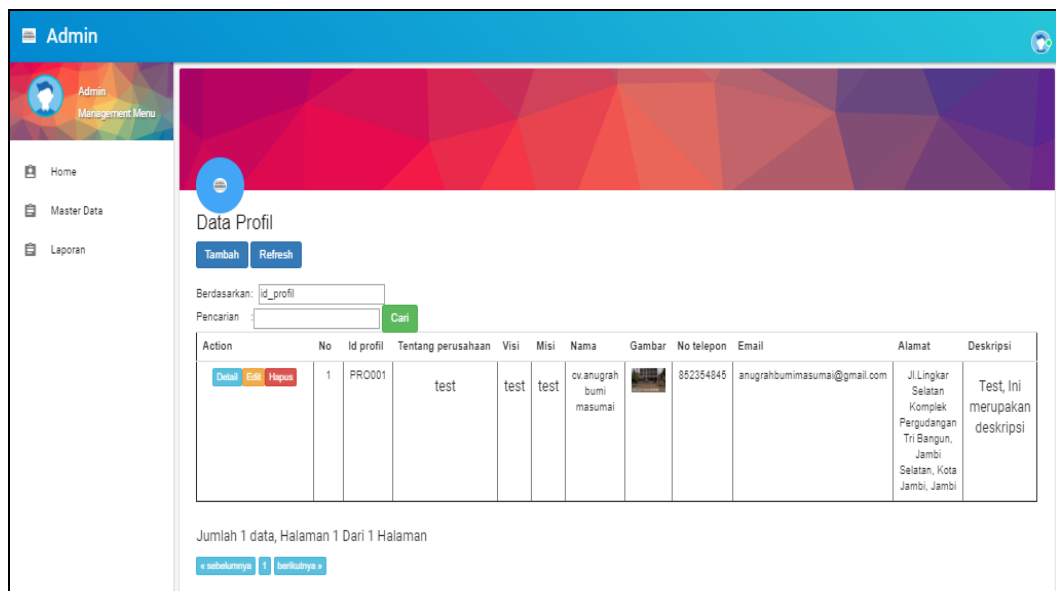 Admin
Admin
Management Menu
Home
Master Data
Laporan
Data Profil
Tambah Refresh
Berdasarkan: id_profil
Pencarian : Cari
Action No Id profil Tentang perusahaan Visi Misi Nama Gambar No telepon Email Alamat Deskripsi
Detail Edit Hapus 1 PRO001 test test test cv.anugrah bumi masumai 852354845 anugrahbumimasumai@gmail.com Jl.Lingkar Selatan Komplek Pergudangan Tri Bangun, Jambi Selatan, Kota Jambi, Jambi Test, Ini merupakan deskripsi
Jumlah 1 data, Halaman 1 Dari 1 Halaman
« sebelumnya 1 berikutnya »